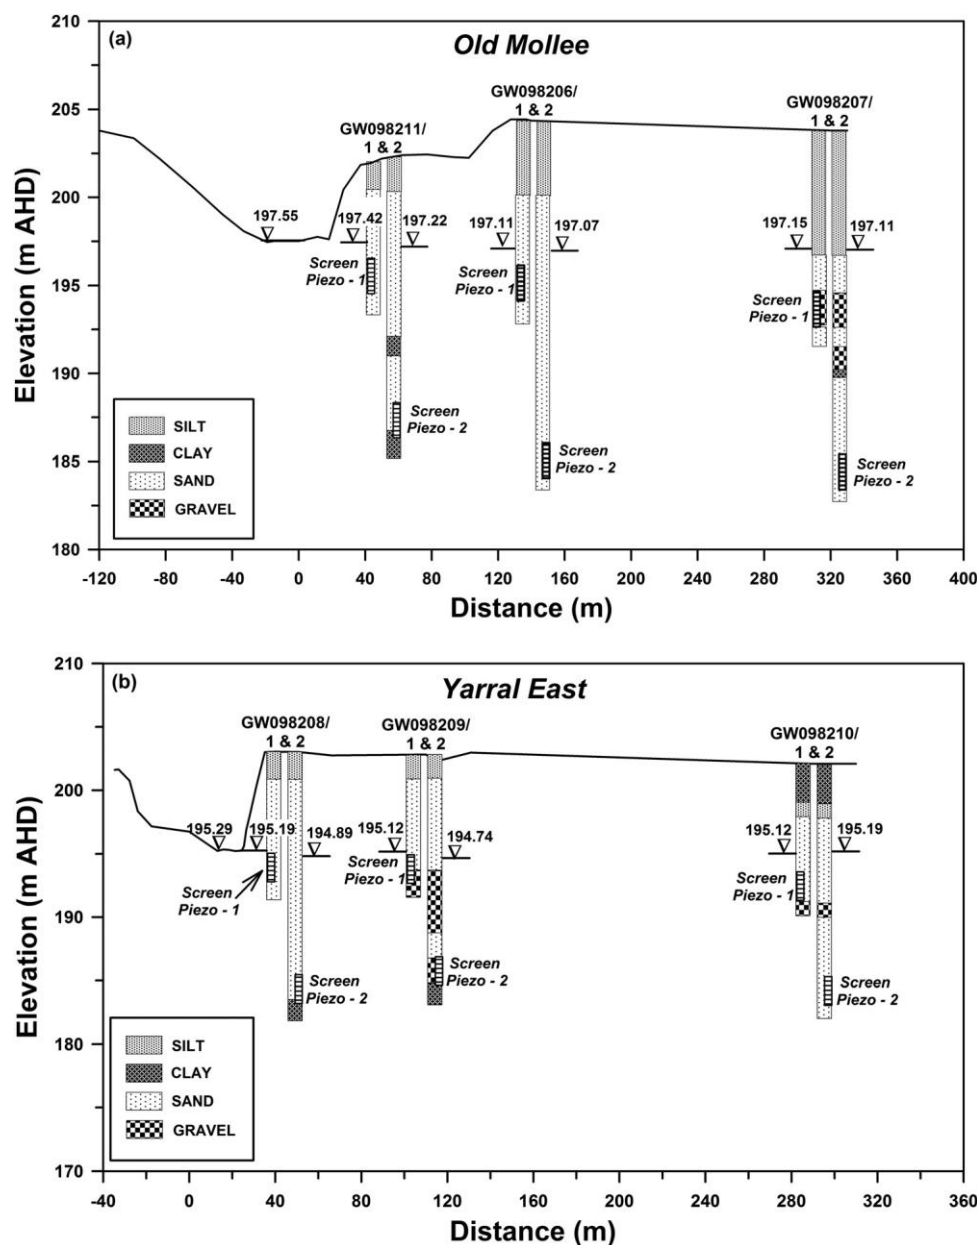 (a)
Old Mollee
210
205
200
195
190
185
180
Elevation (m AHD)
GW098211/
1 & 2
GW098206/
1 & 2
GW098207/
1 & 2
197.55
197.42
197.22
197.11
197.07
197.15
197.11
Screen
Piezo - 1
Screen
Piezo - 1
Screen
Piezo - 1
Screen
Piezo - 2
Screen
Piezo - 2
Screen
Piezo - 2
SILT
CLAY
SAND
GRAVEL
-120 -80 -40 0 40 80 120 160 200 240 280 320 360 400
Distance (m)
(b)
Yarral East
210
200
190
180
170
Elevation (m AHD)
GW098208/
1 & 2
GW098209/
1 & 2
GW098210/
1 & 2
195.29
195.19
194.89
195.12
194.74
195.12
195.19
Screen
Piezo - 1
Screen
Piezo - 1
Screen
Piezo - 1
Screen
Piezo - 2
Screen
Piezo - 2
Screen
Piezo - 2
SILT
CLAY
SAND
GRAVEL
-40 0 40 80 120 160 200 240 280 320 360
Distance (m)